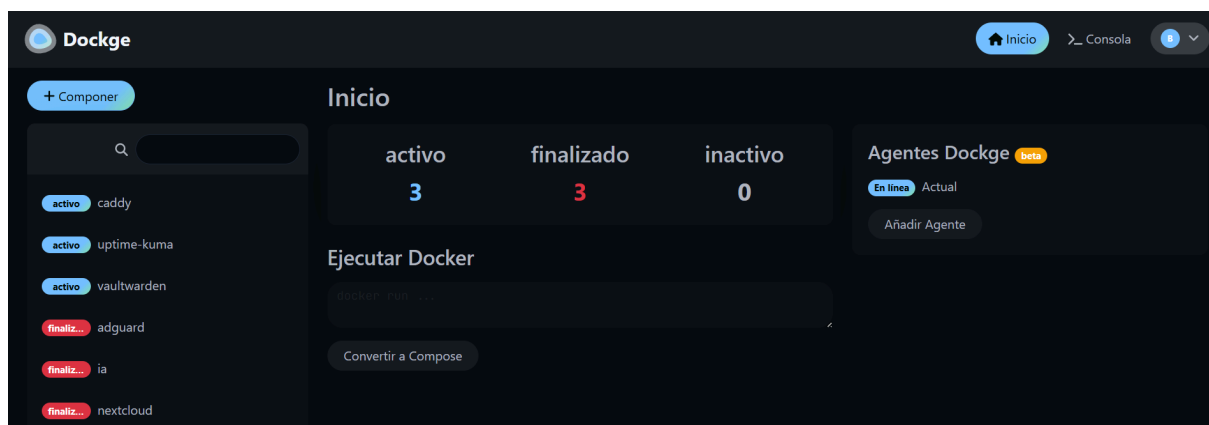 Dockge
Inicio
Consola
B
+ Componer
activo caddy
activo uptime-kuma
activo vaultwarden
finaliz... adguard
finaliz... ia
finaliz... nextcloud
Inicio
activo finalizado inactivo
3 3 0
Ejecutar Docker
docker run ...
Convertir a Compose
Agentes Dockge beta
En línea Actual
Añadir Agente